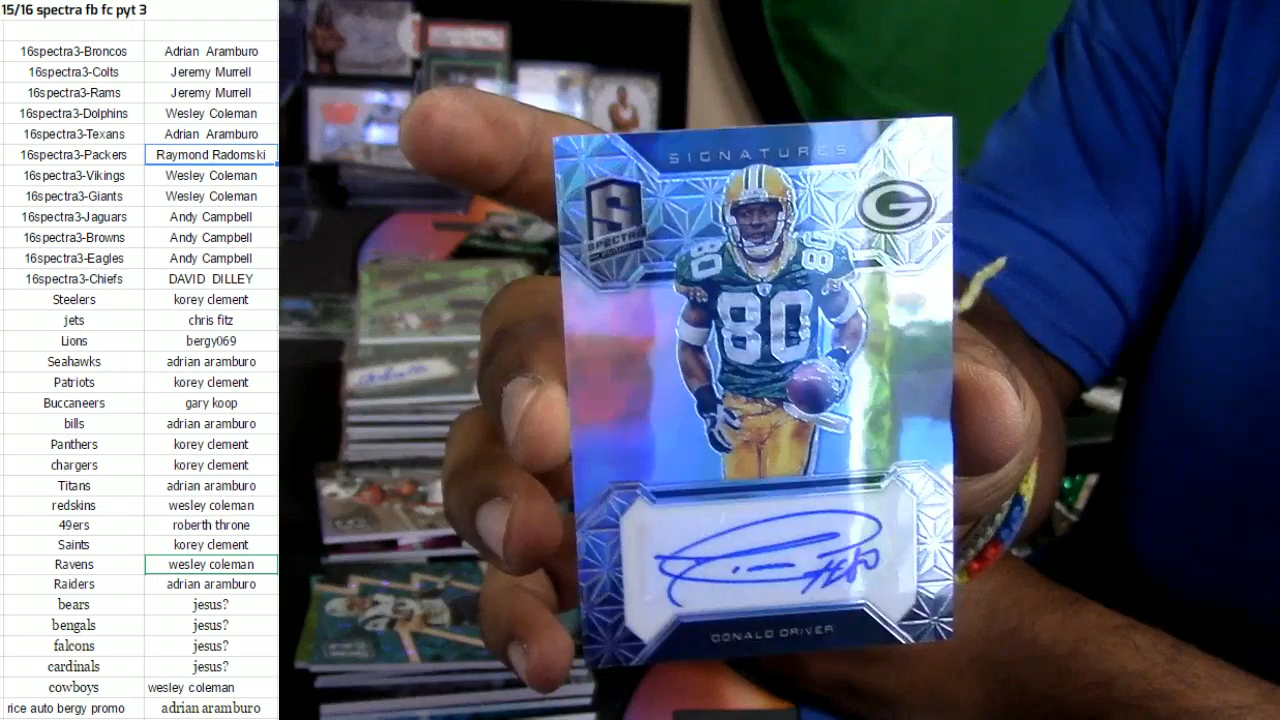 15/16 spectra fb fc pyt 3
16spectra3-Broncos Adrian Aramburo
16spectra3-Colts Jeremy Murrell
16spectra3-Rams Jeremy Murrell
16spectra3-Dolphins Wesley Coleman
16spectra3-Texans Adrian Aramburo
16spectra3-Packers Raymond Radomski
16spectra3-Vikings Wesley Coleman
16spectra3-Giants Wesley Coleman
16spectra3-Jaguars Andy Campbell
16spectra3-Browns Andy Campbell
16spectra3-Eagles Andy Campbell
16spectra3-Chiefs DAVID DILLEY
Steelers korey clement
jets chris fitz
Lions bergy069
Seahawks adrian aramburo
Patriots korey clement
Buccaneers gary koop
bills adrian aramburo
Panthers korey clement
chargers korey clement
Titans adrian aramburo
redskins wesley coleman
49ers roberth throne
Saints korey clement
Ravens wesley coleman
Raiders adrian aramburo
bears jesus?
bengals jesus?
falcons jesus?
cardinals jesus?
cowboys wesley coleman
rice auto bergy promo adrian aramburo
SIGNATURES
S
SPECTRA
G
80 80
80
#80
DONALD DRIVER